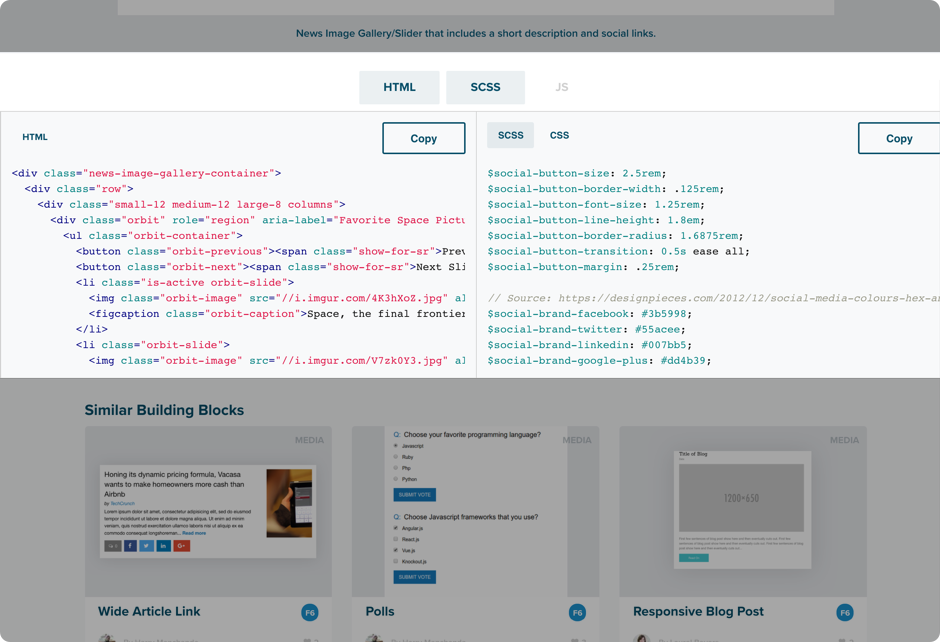 News Image Gallery/Slider that includes a short description and social links.
HTML
SCSS
JS
HTML
Copy
<div class="news-image-gallery-container">
<div class="row">
<div class="small-12 medium-12 large-8 columns">
<div class="orbit" role="region" aria-label="Favorite Space Pictu
<ul class="orbit-container">
<button class="orbit-previous"><span class="show-for-sr">Prev
<button class="orbit-next"><span class="show-for-sr">Next Sli
<li class="is-active orbit-slide">
<img class="orbit-image" src="//i.imgur.com/4K3hXoZ.jpg" al
<figcaption class="orbit-caption">Space, the final frontier
</li>
<li class="orbit-slide">
<img class="orbit-image" src="//i.imgur.com/V7zk0Y3.jpg" al
SCSS
CSS
Copy
$social-button-size: 2.5rem;
$social-button-border-width: .125rem;
$social-button-font-size: 1.25rem;
$social-button-line-height: 1.8em;
$social-button-border-radius: 1.6875rem;
$social-button-transition: 0.5s ease all;
$social-button-margin: .25rem;
// Source: https://designpieces.com/2012/12/social-media-colours-hex-an
$social-brand-facebook: #3b5998;
$social-brand-twitter: #55acee;
$social-brand-linkedin: #007bb5;
$social-brand-google-plus: #dd4b39;
Similar Building Blocks
MEDIA
Honing its dynamic pricing formula, Vacasa
wants to make homeowners more cash than
Airbnb
By TechCrunch
Lorem ipsum dolor sit amet, consectetur adipiscing elit, sed do eiusmod
tempor incididunt ut labore et dolore magna aliqua. Ut enim ad minim
veniam, quis nostrud exercitation ullamco laboris nisi ut aliquip ex ea
commodo consequat longahoremen... Read more
Wide Article Link
F6
MEDIA
Q: Choose your favorite programming language?
Javascript
Ruby
Php
Python
SUBMIT VOTE
Q: Choose Javascript frameworks that you use?
Angular.js
React.js
Vue.js
Knockout.js
SUBMIT VOTE
Polls
F6
MEDIA
Title of Blog
1200×650
Responsive Blog Post
F6